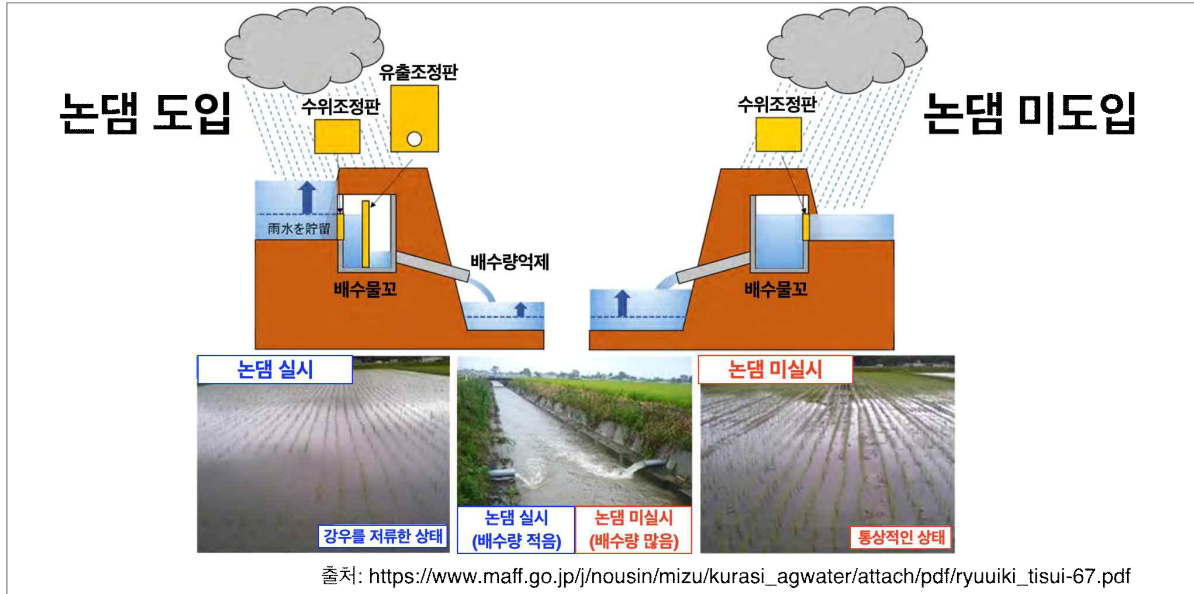 논댐 도입
유출조정판
수위조정판
雨水を貯留
배수물꼬
배수량억제
수위조정판
논댐 미도입
배수물꼬
논댐 실시
강우를 저류한 상태
논댐 실시
(배수량 적음)
논댐 미실시
(배수량 많음)
논댐 미실시
통상적인 상태
출처: https://www.maff.go.jp/j/nousin/mizu/kurasi_agwater/attach/pdf/ryuuiki_tisui-67.pdf